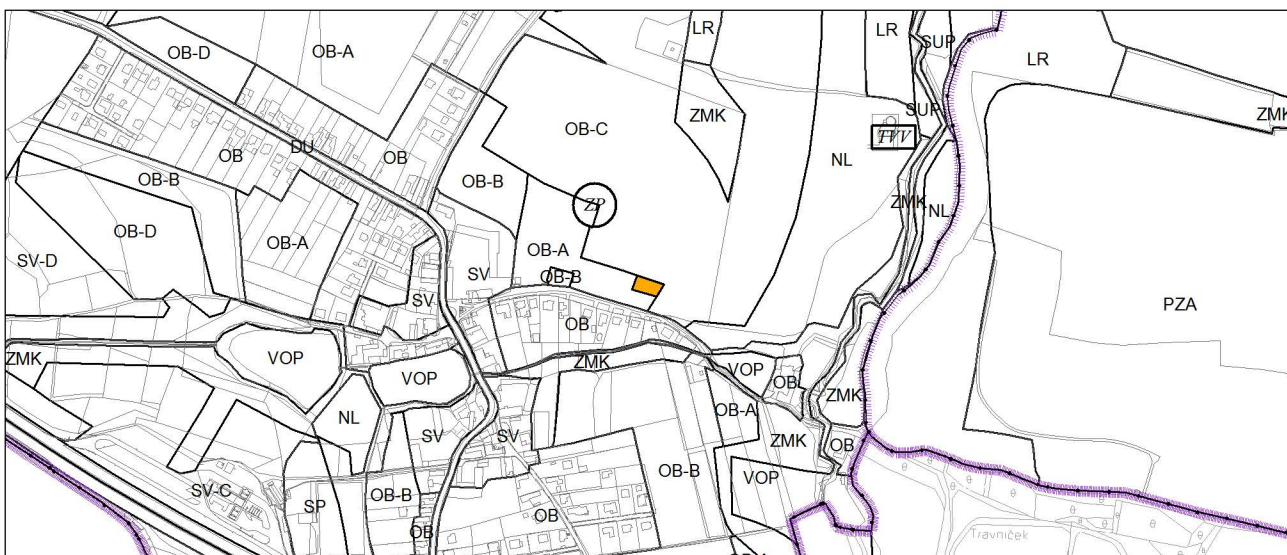 LR
LR
SUP
OB-D
OB-A
LR
ZMK
ZMK
SUP
OB-C
TVV
DU
OB
OB
NL
OB-B
OB-B
ZMK
NL
ZP
OB-D
OB-A
OB-A
SV-D
SV
OB-B
SV
PZA
OB
VOP
ZMK
ZMK
VOP
VOP
OB
ZMK
NL
OB-A
SV
SV
ZMK
OB
OB-B
VOP
SV-C
OB-B
SP
OB
OB
Travníček